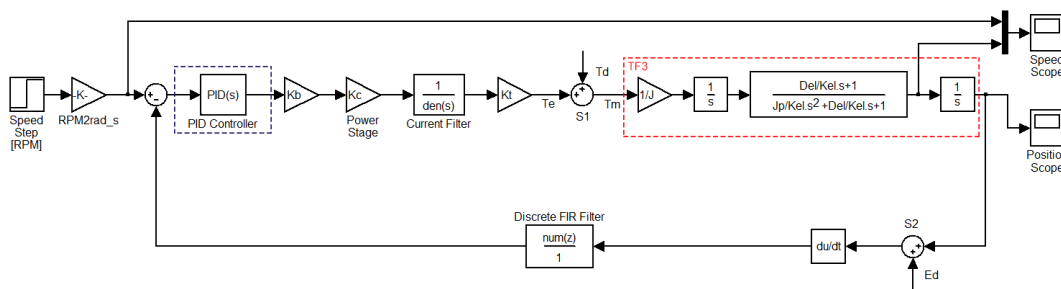 Speed
Step
[RPM]
-K-
RPM2rad_s
PID(s)
PID Controller
Kb
Kc
Power
Stage
1
den(s)
Current Filter
Kt
Te
Td
S1
Tm
TF3
1/J
1
s
Del/Kel.s+1
Jp/Kel.s² +Del/Kel.s+1
1
s
Speed
Scope
Position
Scope
Discrete FIR Filter
num(z)
1
du/dt
S2
Ed